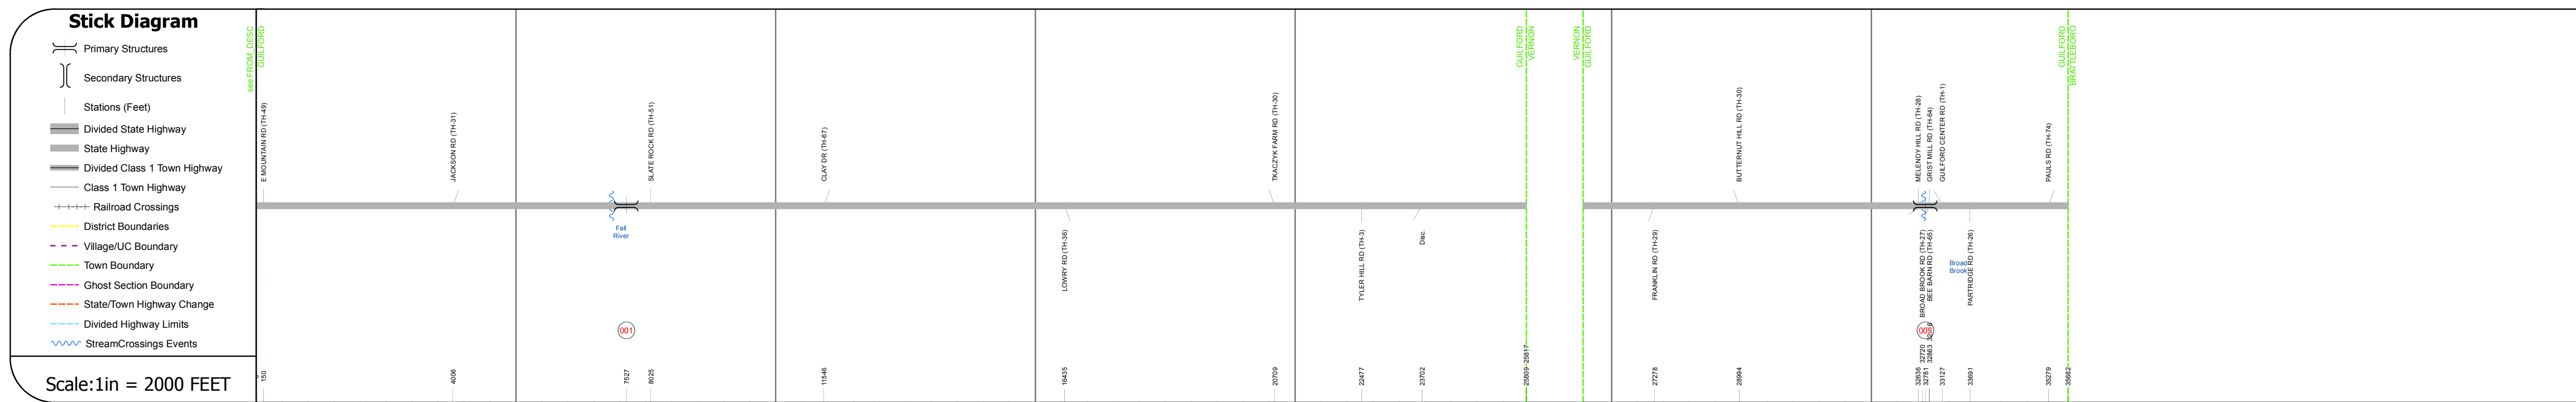 Stick Diagram
Primary Structures
Secondary Structures
Stations (Feet)
Divided State Highway
State Highway
Divided Class 1 Town Highway
Class 1 Town Highway
Railroad Crossings
District Boundaries
Village/UC Boundary
Town Boundary
Ghost Section Boundary
State/Town Highway Change
Divided Highway Limits
StreamCrossings Events
Scale:1in = 2000 FEET
see FROM_DESC
GUILFORD
GUILFORD
VERNON
VERNON
GUILFORD
GUILFORD
BRATTLEBORO
E MOUNTAIN RD (TH-49)
JACKSON RD (TH-31)
SLATE ROCK RD (TH-51)
CLAY DR (TH-67)
TKACZYK FARM RD (TH-30)
BUTTERNUT HILL RD (TH-30)
MELENDY HILL RD (TH-28)
GRIST MILL RD (TH-64)
GUILFORD CENTER RD (TH-1)
PAULS RD (TH-74)
Fall
River
LOWRY RD (TH-36)
TYLER HILL RD (TH-3)
Disc.
FRANKLIN RD (TH-29)
BROAD BROOK RD (TH-27)
BEE BARN RD (TH-65)
Broad
Brook
PARTRIDGE RD (TH-26)
001
150
4006
7527
8025
11546
16435
20709
22477
23702
25809
25817
27278
28994
32636
32720
32781
32863
33127
33691
35279
35682